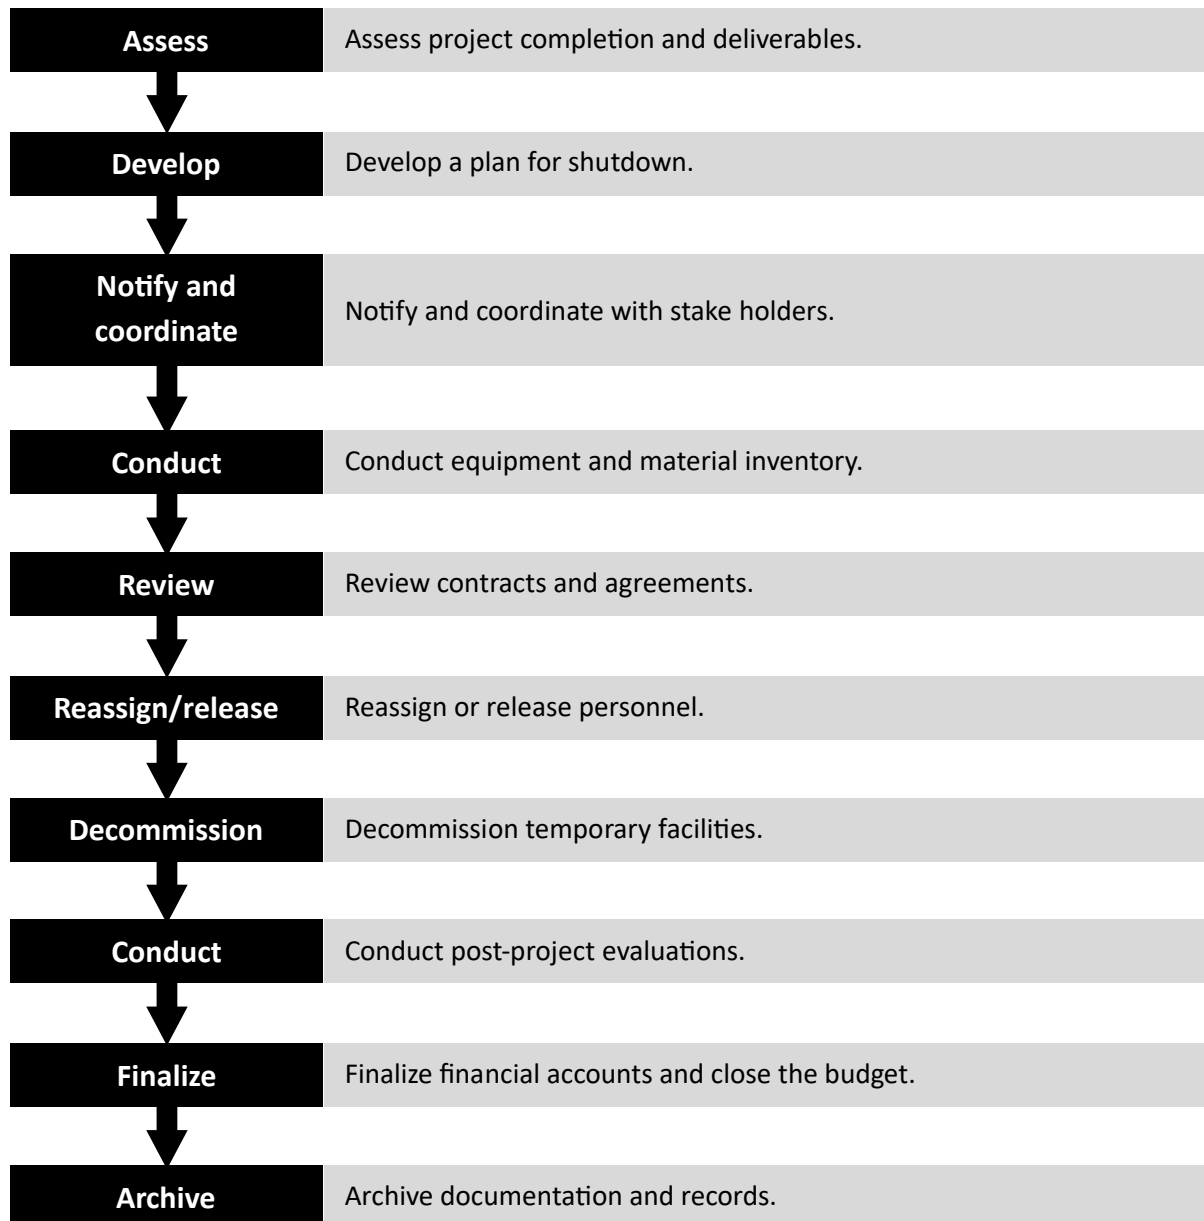 Assess
Assess project completion and deliverables.
Develop
Develop a plan for shutdown.
Notify and
coordinate
Notify and coordinate with stake holders.
Conduct
Conduct equipment and material inventory.
Review
Review contracts and agreements.
Reassign/release
Reassign or release personnel.
Decommission
Decommission temporary facilities.
Conduct
Conduct post-project evaluations.
Finalize
Finalize financial accounts and close the budget.
Archive
Archive documentation and records.